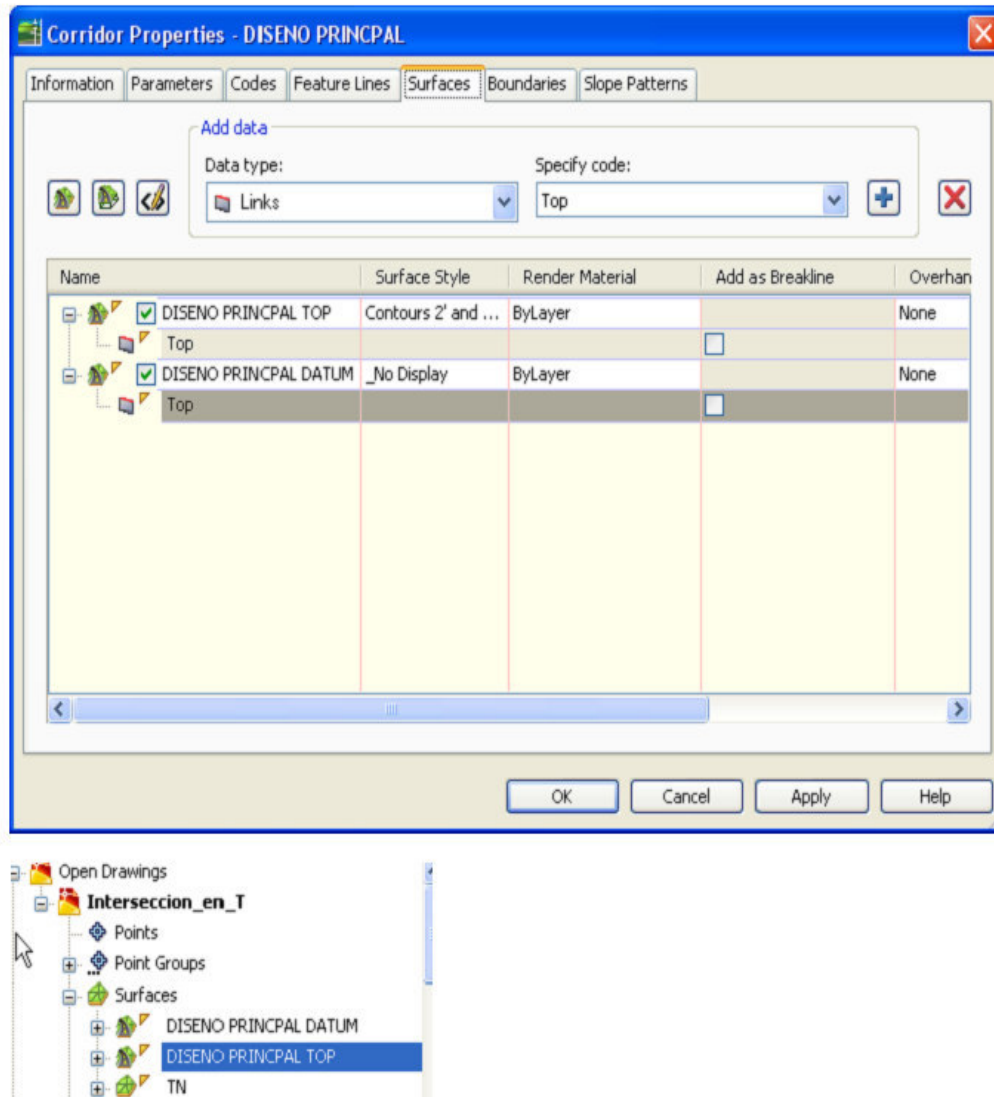 Corridor Properties - DISENO PRINCPAL
Information Parameters Codes Feature Lines Surfaces Boundaries Slope Patterns
Add data
Data type: Specify code:
Links Top
Name Surface Style Render Material Add as Breakline Overhan
DISENO PRINCPAL TOP Contours 2' and ... ByLayer None
Top
DISENO PRINCPAL DATUM _No Display ByLayer None
Top
OK Cancel Apply Help
Open Drawings
Interseccion_en_T
Points
Point Groups
Surfaces
DISENO PRINCPAL DATUM
DISENO PRINCPAL TOP
TN